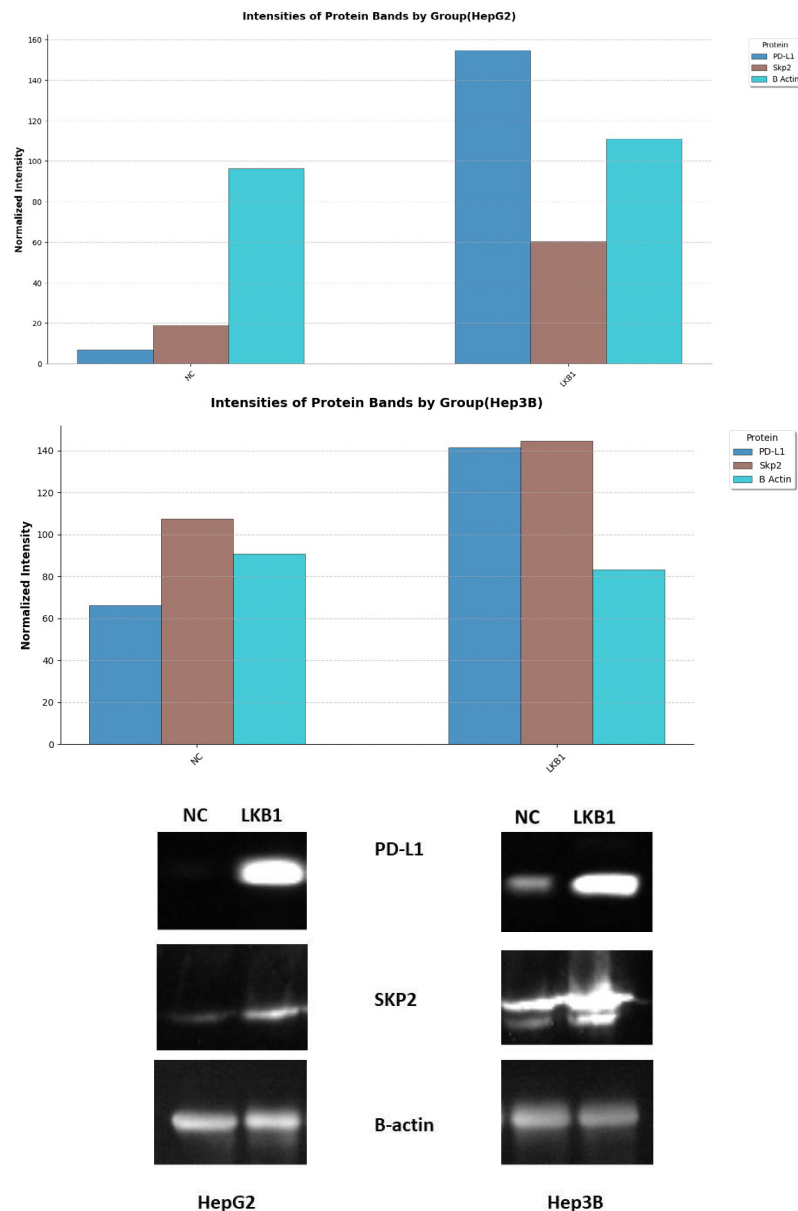 Intensities of Protein Bands by Group(HepG2)
Normalized Intensity
160
140
120
100
80
60
40
20
0
NC
LKB1
Protein
PD-L1
Skp2
B Actin
Intensities of Protein Bands by Group(Hep3B)
Normalized Intensity
140
120
100
80
60
40
20
0
NC
LKB1
Protein
PD-L1
Skp2
B Actin
NC LKB1
NC LKB1
PD-L1
SKP2
B-actin
HepG2
Hep3B